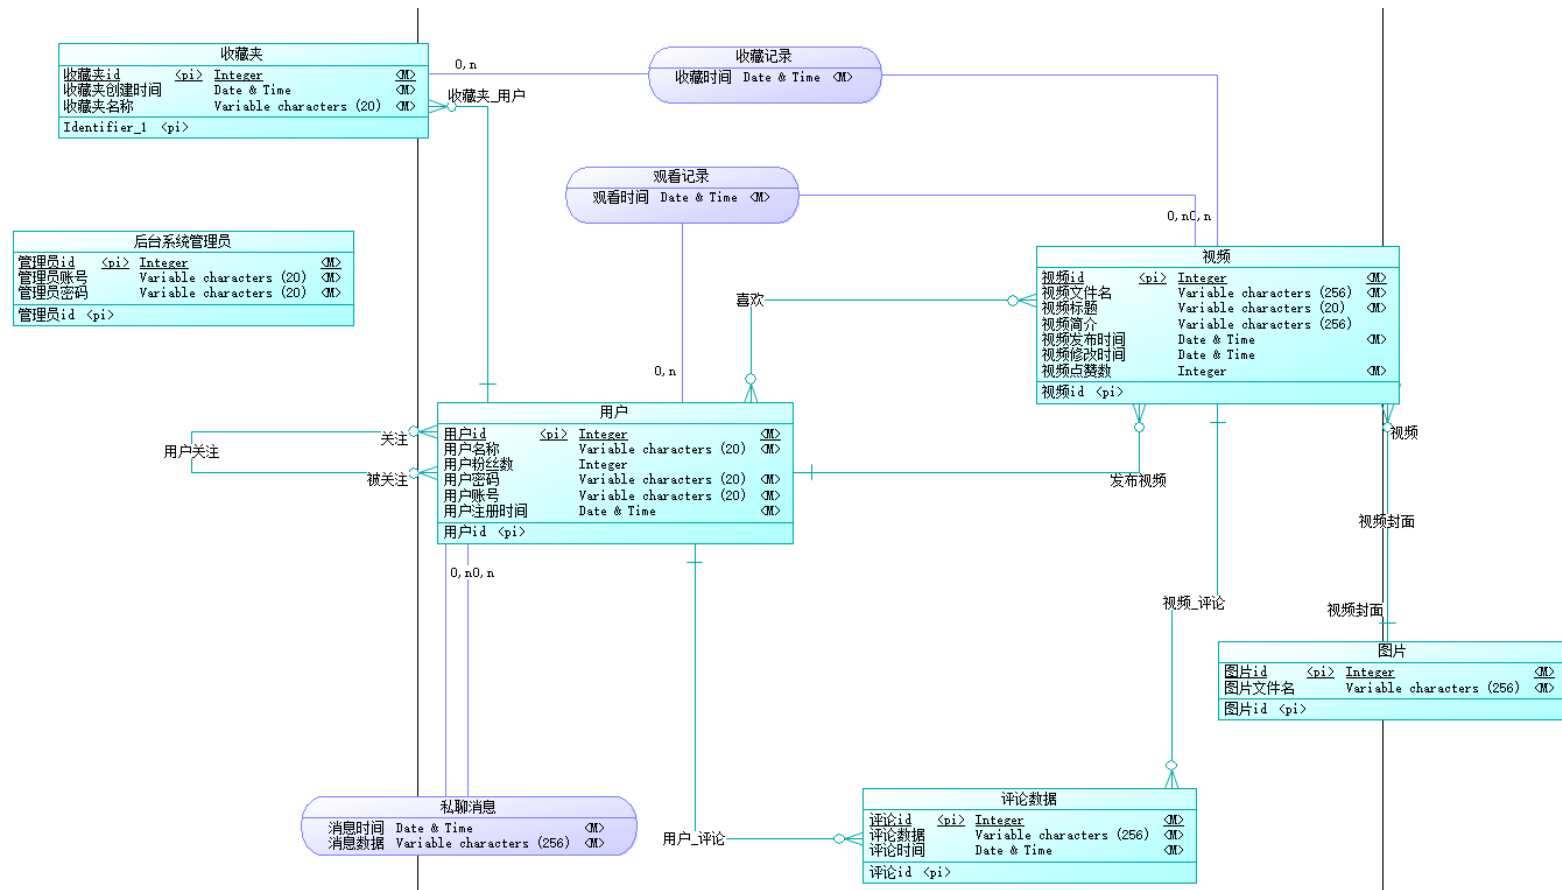 收藏夹
收藏夹id <pi> Integer <M>
收藏夹创建时间 Date & Time <M>
收藏夹名称 Variable characters (20) <M>
Identifier_1 <pi>
0,n
收藏夹_用户
收藏记录
收藏时间 Date & Time <M>
观看记录
观看时间 Date & Time <M>
0,n0,n
后台系统管理员
管理员id <pi> Integer <M>
管理员账号 Variable characters (20) <M>
管理员密码 Variable characters (20) <M>
管理员id <pi>
视频
视频id <pi> Integer <M>
视频文件名 Variable characters (256) <M>
视频标题 Variable characters (20) <M>
视频简介 Variable characters (256)
视频发布时间 Date & Time <M>
视频修改时间 Date & Time
视频点赞数 Integer <M>
视频id <pi>
喜欢
0,n
用户
用户id <pi> Integer <M>
用户名称 Variable characters (20) <M>
用户粉丝数 Integer
用户密码 Variable characters (20) <M>
用户账号 Variable characters (20) <M>
用户注册时间 Date & Time <M>
用户id <pi>
关注
用户关注
被关注
发布视频
视频
视频封面
视频封面
0,n0,n
视频_评论
图片
图片id <pi> Integer <M>
图片文件名 Variable characters (256) <M>
图片id <pi>
私聊消息
消息时间 Date & Time <M>
消息数据 Variable characters (256) <M>
用户_评论
评论数据
评论id <pi> Integer <M>
评论数据 Variable characters (256) <M>
评论时间 Date & Time <M>
评论id <pi>